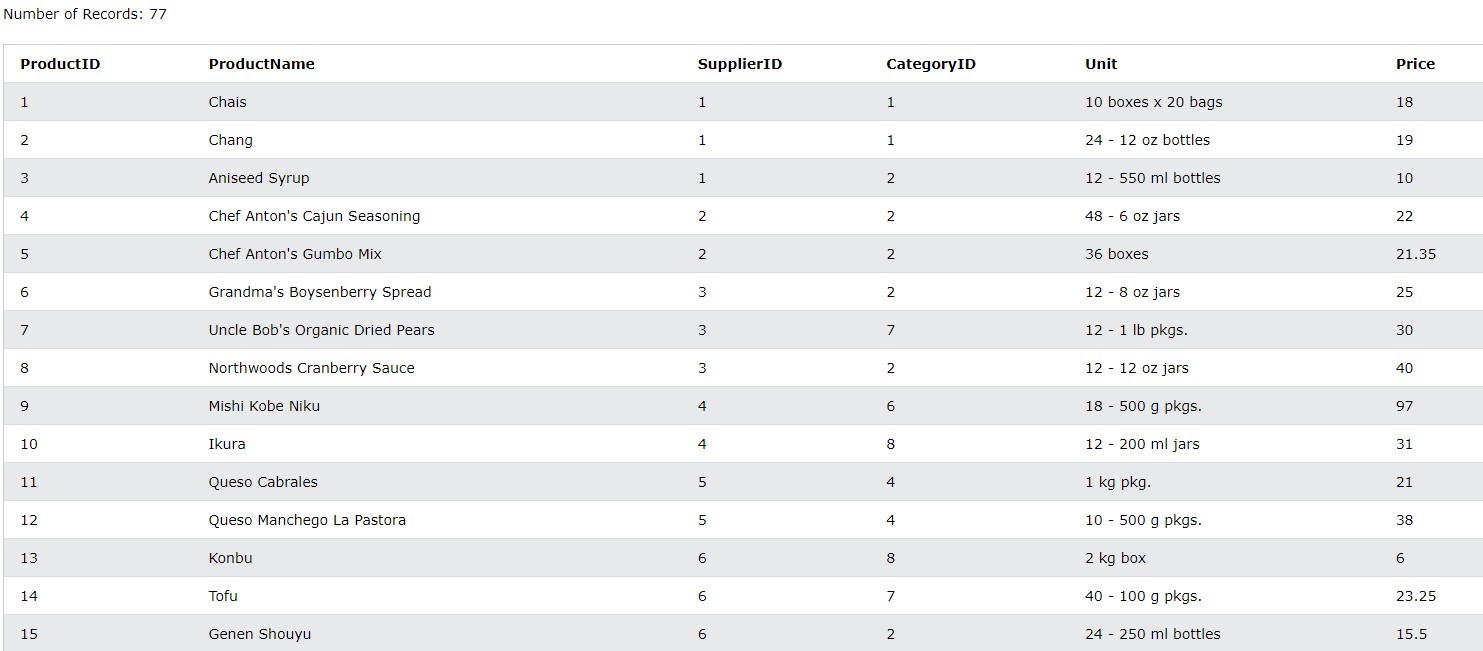 Number of Records: 77
ProductID ProductName SupplierID CategoryID Unit Price
1 Chais 1 1 10 boxes x 20 bags 18
2 Chang 1 1 24 - 12 oz bottles 19
3 Aniseed Syrup 1 2 12 - 550 ml bottles 10
4 Chef Anton's Cajun Seasoning 2 2 48 - 6 oz jars 22
5 Chef Anton's Gumbo Mix 2 2 36 boxes 21.35
6 Grandma's Boysenberry Spread 3 2 12 - 8 oz jars 25
7 Uncle Bob's Organic Dried Pears 3 7 12 - 1 lb pkgs. 30
8 Northwoods Cranberry Sauce 3 2 12 - 12 oz jars 40
9 Mishi Kobe Niku 4 6 18 - 500 g pkgs. 97
10 Ikura 4 8 12 - 200 ml jars 31
11 Queso Cabrales 5 4 1 kg pkg. 21
12 Queso Manchego La Pastora 5 4 10 - 500 g pkgs. 38
13 Konbu 6 8 2 kg box 6
14 Tofu 6 7 40 - 100 g pkgs. 23.25
15 Genen Shouyu 6 2 24 - 250 ml bottles 15.5